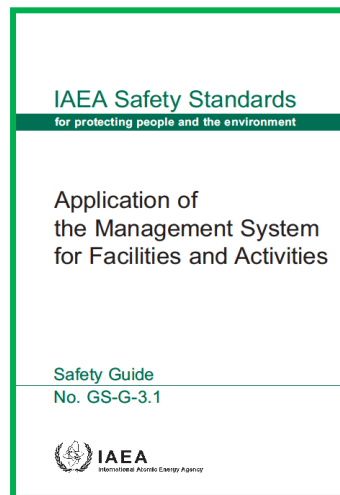 IAEA Safety Standards
for protecting people and the environment
Application of
the Management System
for Facilities and Activities
Safety Guide
No. GS-G-3.1
IAEA
International Atomic Energy Agency